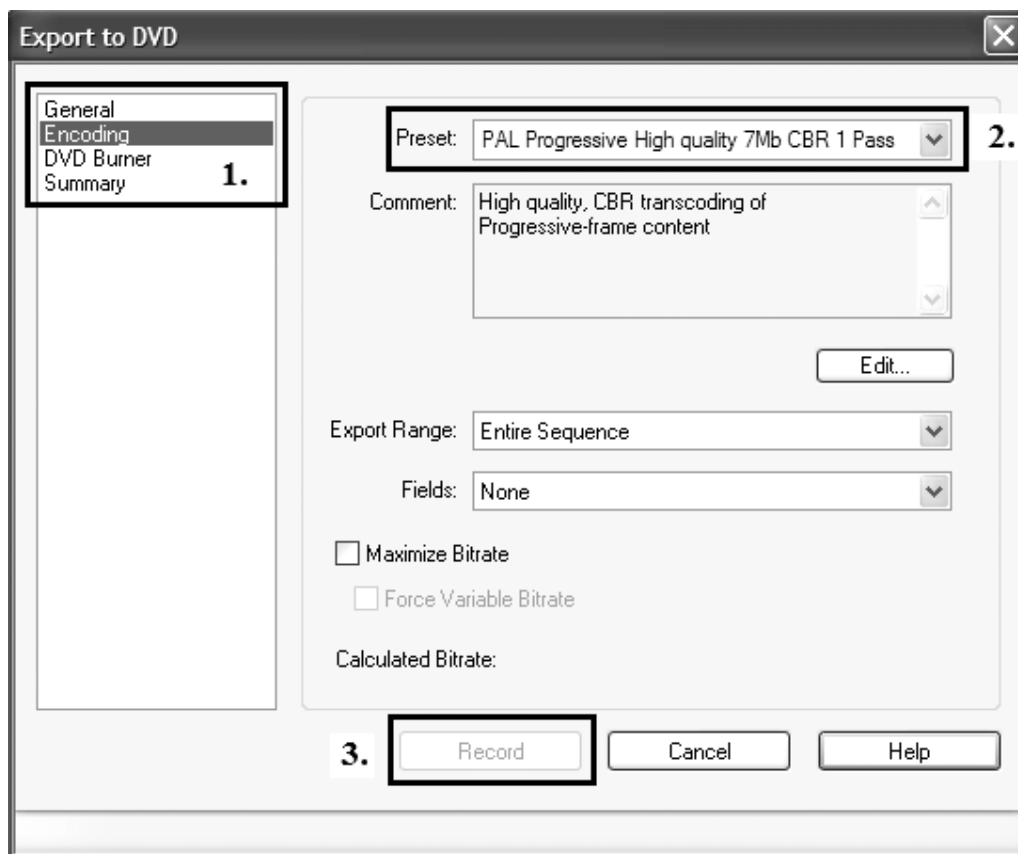 Export to DVD
General
Encoding
DVD Burner
Summary
1.
Preset: PAL Progressive High quality 7Mb CBR 1 Pass
2.
Comment: High quality, CBR transcoding of
Progressive-frame content
Edit...
Export Range: Entire Sequence
Fields: None
Maximize Bitrate
Force Variable Bitrate
Calculated Bitrate:
3.
Record Cancel Help